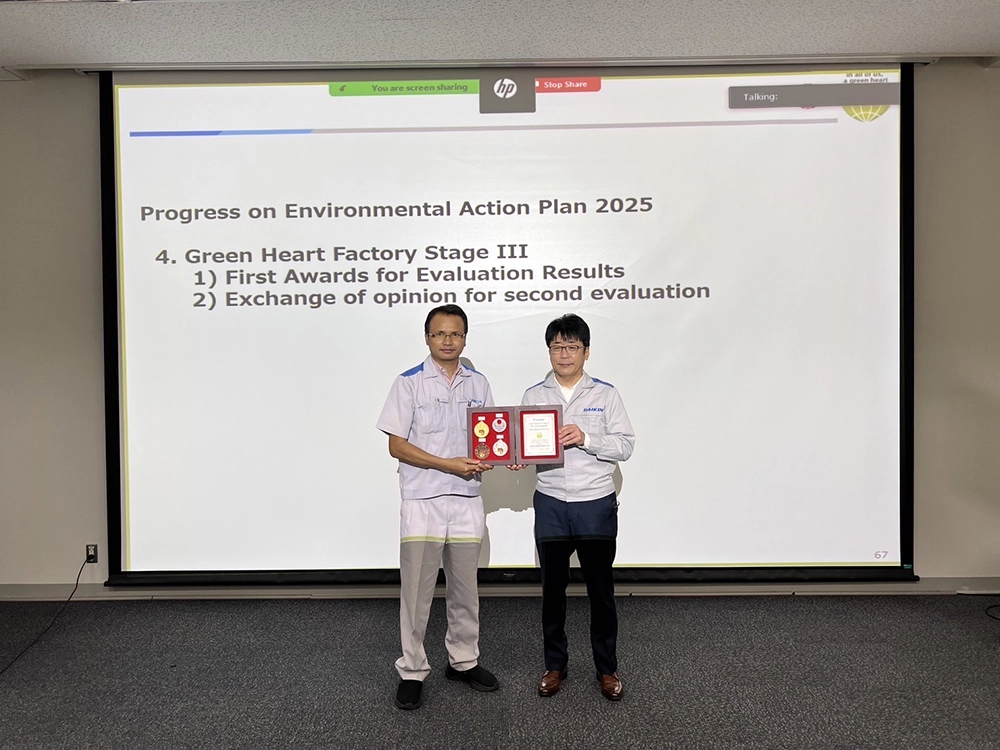 You are screen sharing
hp
Stop Share
in all of us,
a green heart
Talking:
Progress on Environmental Action Plan 2025
4. Green Heart Factory Stage III
1) First Awards for Evaluation Results
2) Exchange of opinion for second evaluation
DAIKIN
67